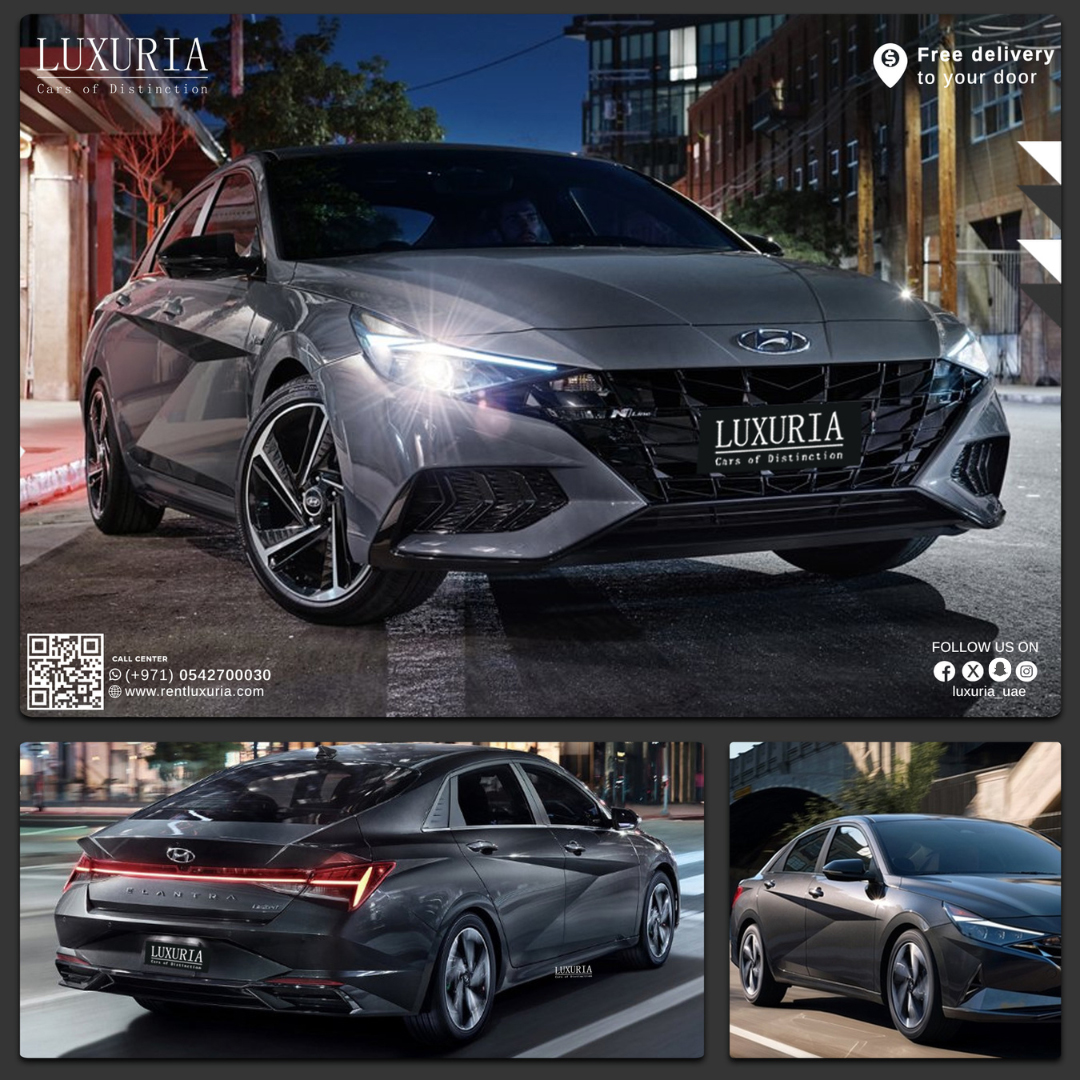 LUXURIA
Cars of Distinction
Free delivery
to your door
N Line
LUXURIA
Cars of Distinction
CALL CENTER
(+971) 0542700030
www.rentluxuria.com
FOLLOW US ON
luxuria_uae
ELANTRA
LUXURIA
Cars of Distinction
LUXURIA